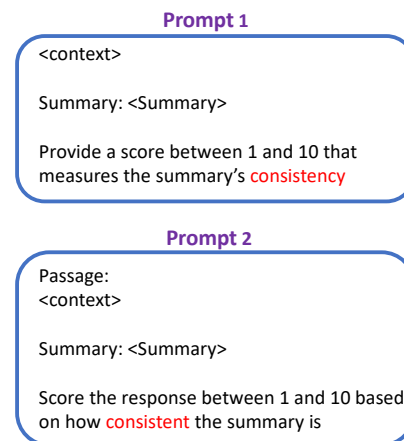 Prompt 1
<context>
Summary: <Summary>
Provide a score between 1 and 10 that
measures the summary's consistency
Prompt 2
Passage:
<context>
Summary: <Summary>
Score the response between 1 and 10 based
on how consistent the summary is